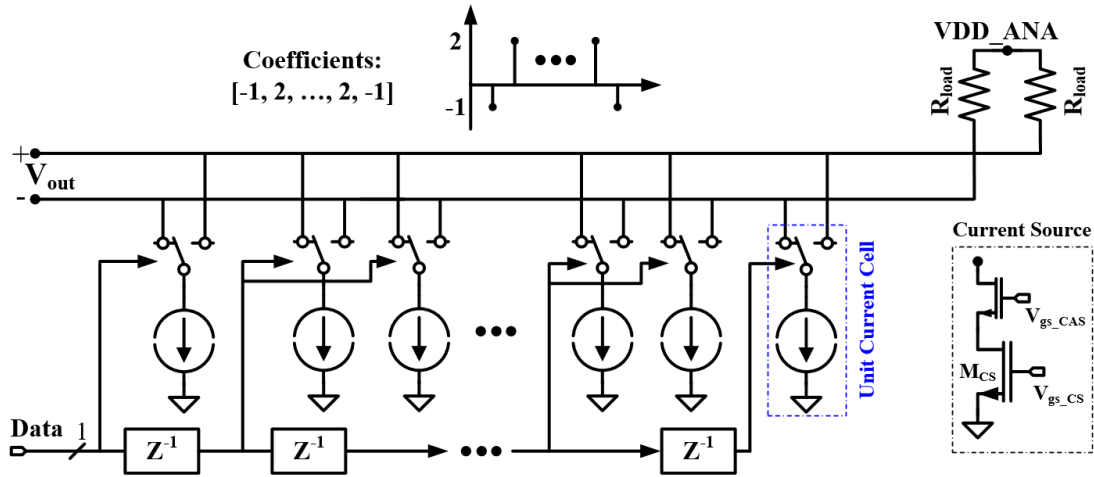 Coefficients:
[-1, 2, ..., 2, -1]
2
-1
VDD_ANA
Rload
Rload
+
Vout
-
Current Source
Vgs_CAS
MCS
Vgs_CS
Unit Current Cell
Data
1
Z-1
Z-1
Z-1